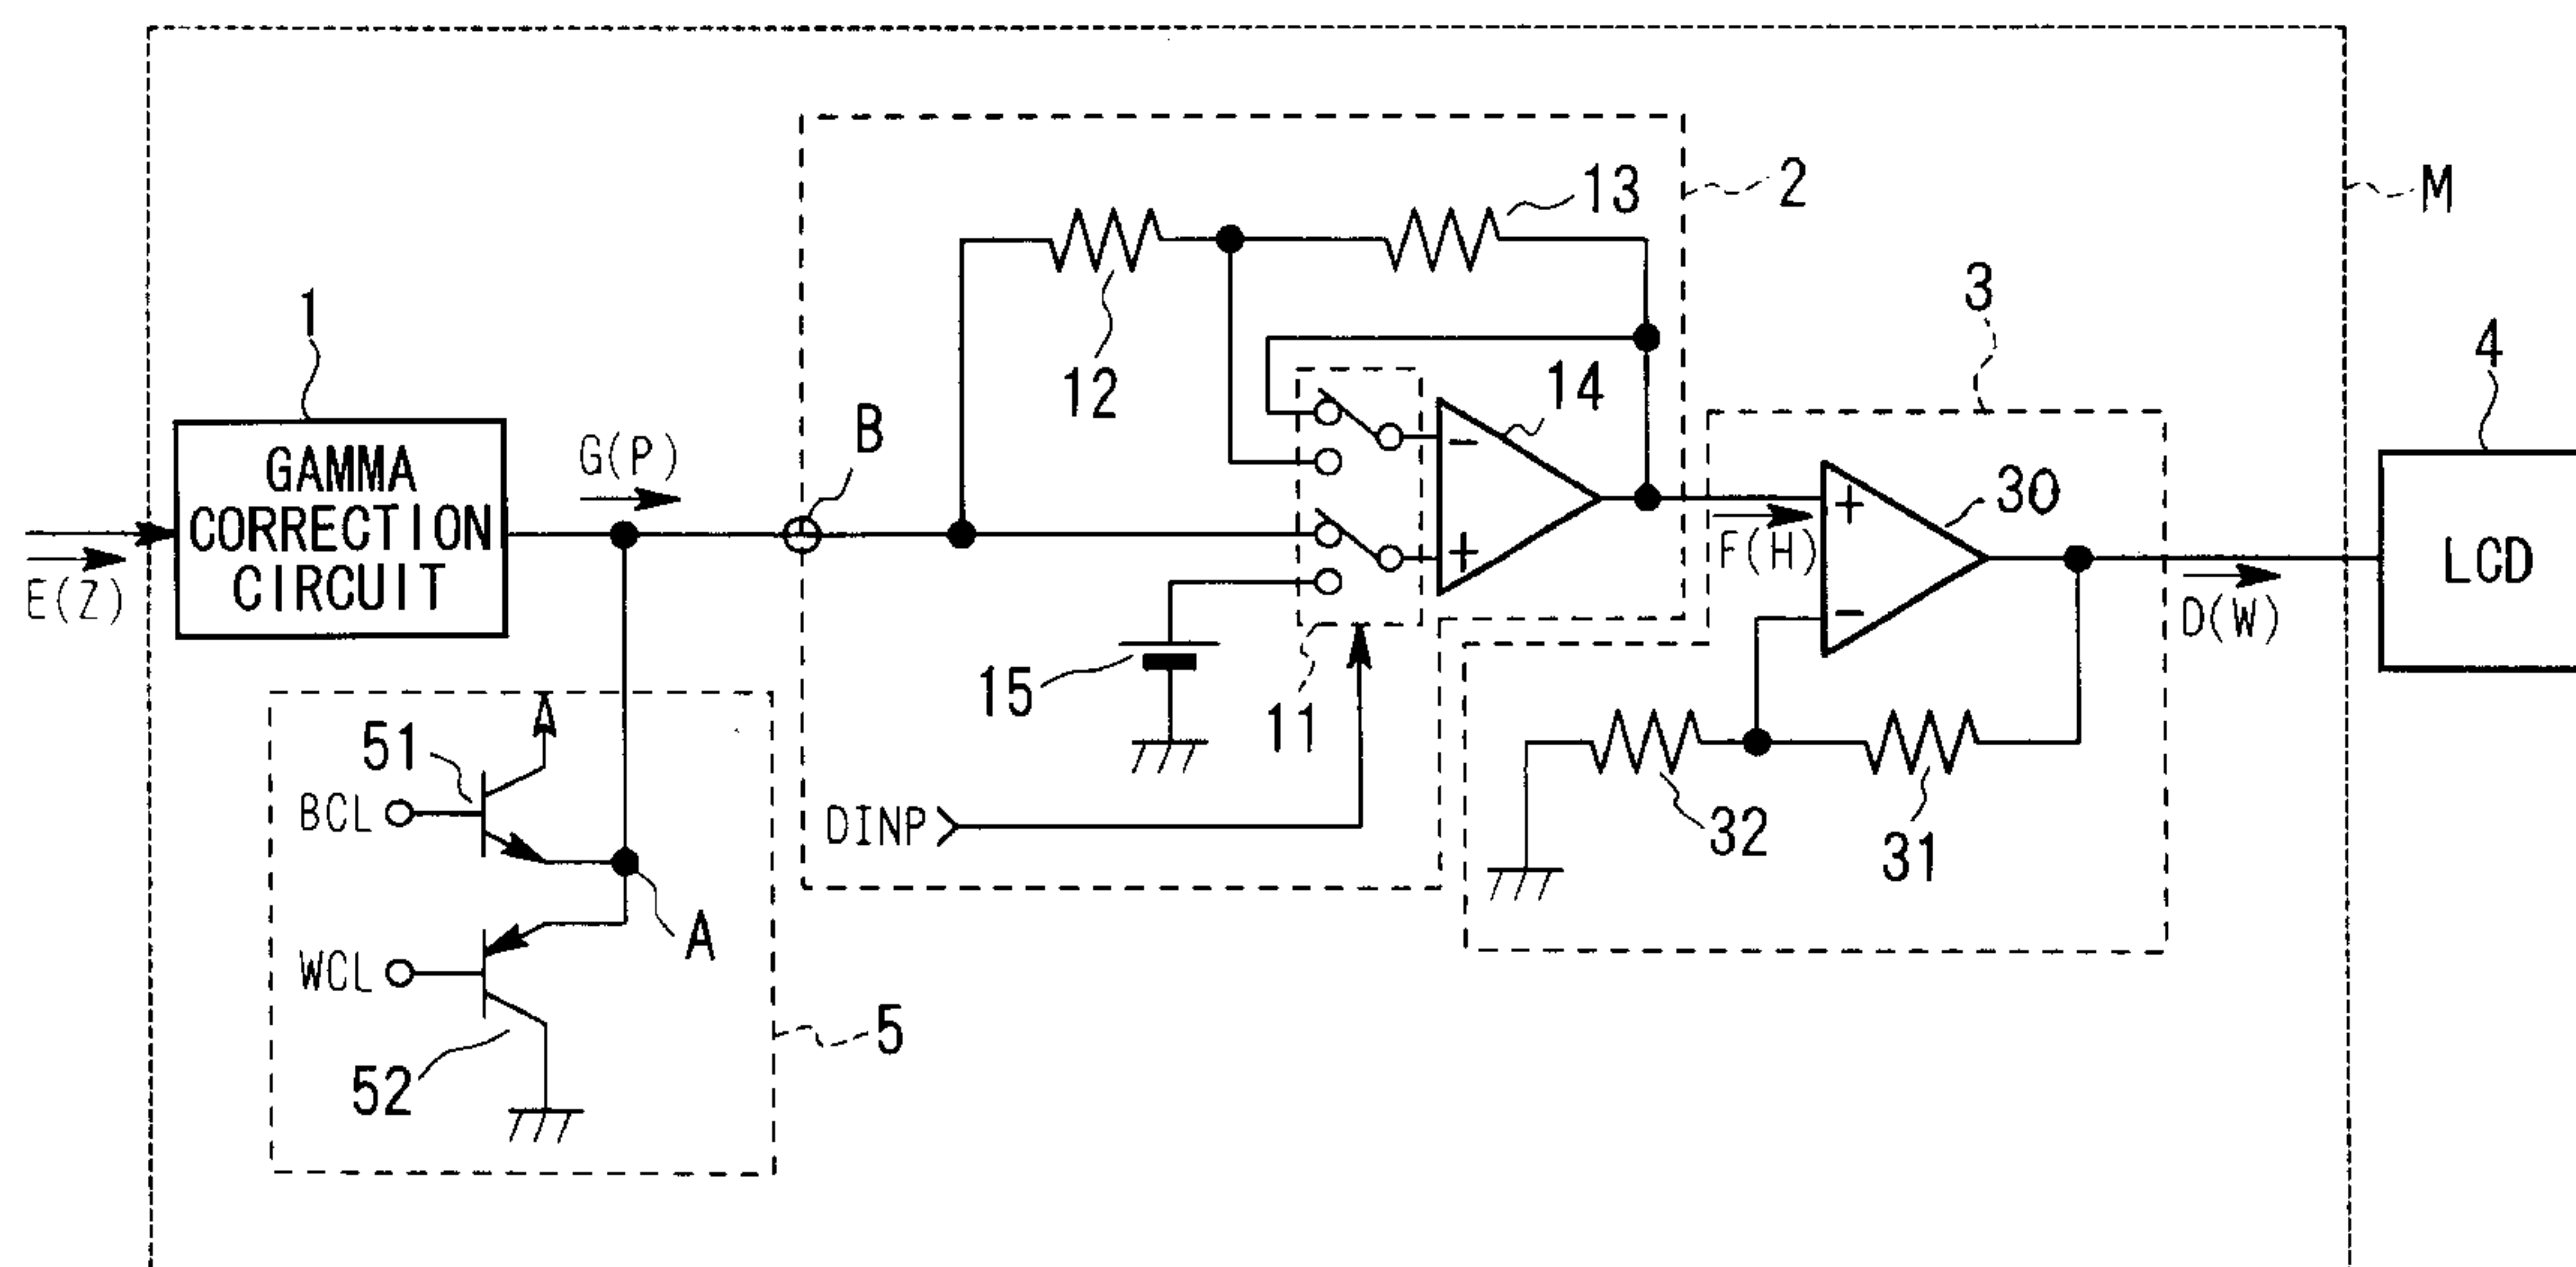 M
2
13
12
3
1
14
4
B
GAMMA
CORRECTION
CIRCUIT
G(P)
E(Z)
-
+
F(H)
+
-
30
D(W)
LCD
15
11
51
BCL
DINP
32
31
A
WCL
52
5